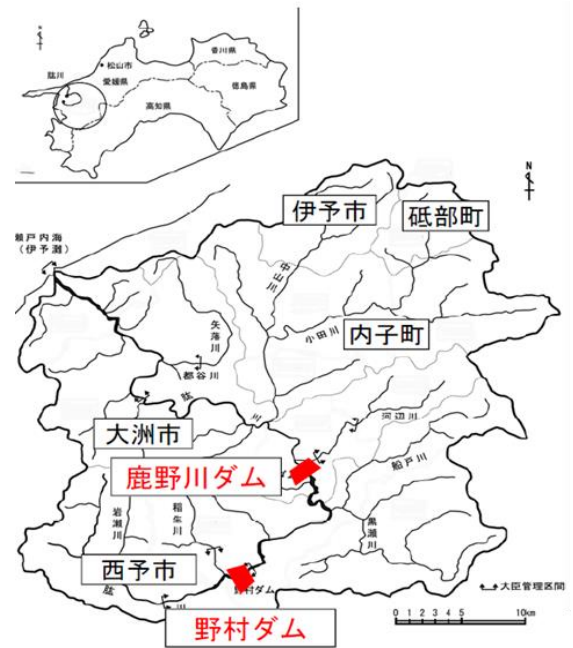 香川県
松山市
肱川
愛媛県
徳島県
高知県
N
伊予市
砥部町
瀬戸内海
(伊予灘)
中山川
矢落川
小田川
内子町
都谷川
肱
川
河辺川
大洲市
船戸川
鹿野川ダム
岩瀬川
稲生川
黒瀬川
西予市
野村ダム
大臣管理区間
肱
川
0 1 2 3 4 5 10km
野村ダム